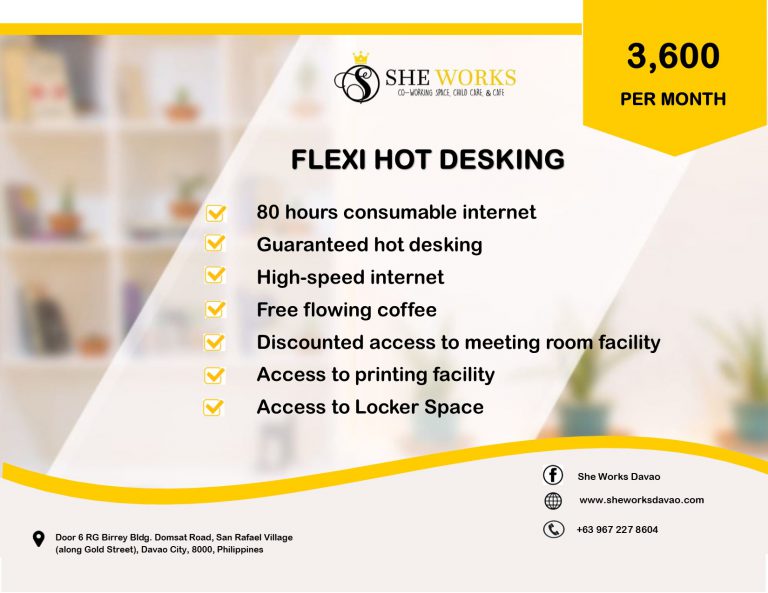 SHE WORKS
CO-WORKING SPACE, CHILD CARE, & CAFE
3,600
PER MONTH
FLEXI HOT DESKING
80 hours consumable internet
Guaranteed hot desking
High-speed internet
Free flowing coffee
Discounted access to meeting room facility
Access to printing facility
Access to Locker Space
She Works Davao
www.sheworksdavao.com
+63 967 227 8604
Door 6 RG Birrey Bldg. Domsat Road, San Rafael Village
(along Gold Street), Davao City, 8000, Philippines